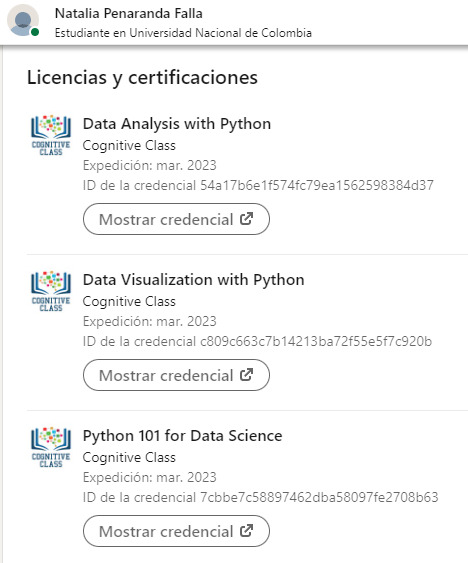 Natalia Penaranda Falla
Estudiante en Universidad Nacional de Colombia
Licencias y certificaciones
COGNITIVE
CLASS
Data Analysis with Python
Cognitive Class
Expedición: mar. 2023
ID de la credencial 54a17b6e1f574fc79ea1562598384d37
Mostrar credencial
COGNITIVE
CLASS
Data Visualization with Python
Cognitive Class
Expedición: mar. 2023
ID de la credencial c809c663c7b14213ba72f55e5f7c920b
Mostrar credencial
COGNITIVE
CLASS
Python 101 for Data Science
Cognitive Class
Expedición: mar. 2023
ID de la credencial 7cbbe7c58897462dba58097fe2708b63
Mostrar credencial